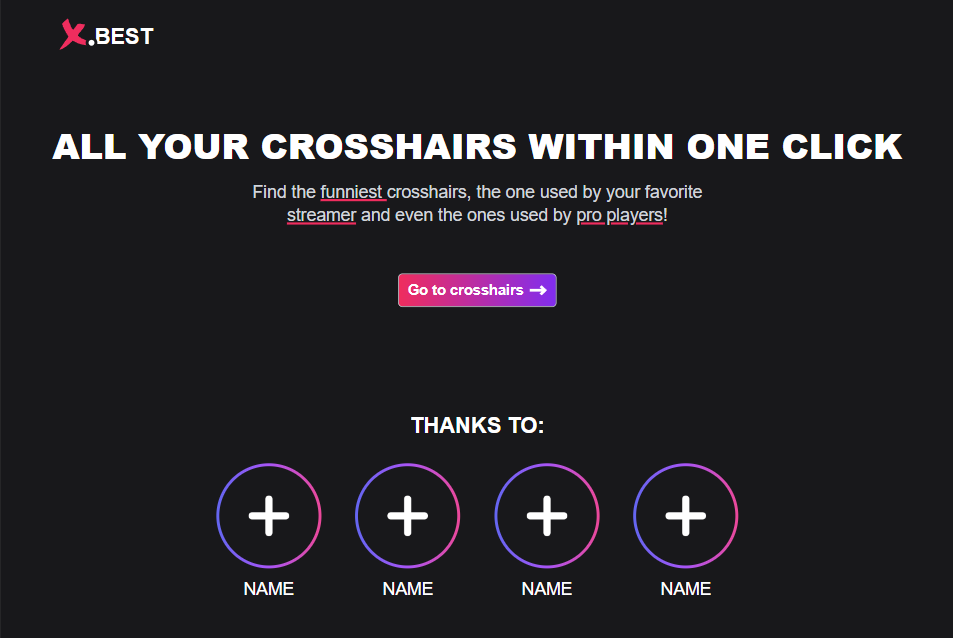 X.BEST
ALL YOUR CROSSHAIRS WITHIN ONE CLICK
Find the funniest crosshairs, the one used by your favorite
streamer and even the ones used by pro players!
Go to crosshairs →
THANKS TO:
NAME NAME NAME NAME